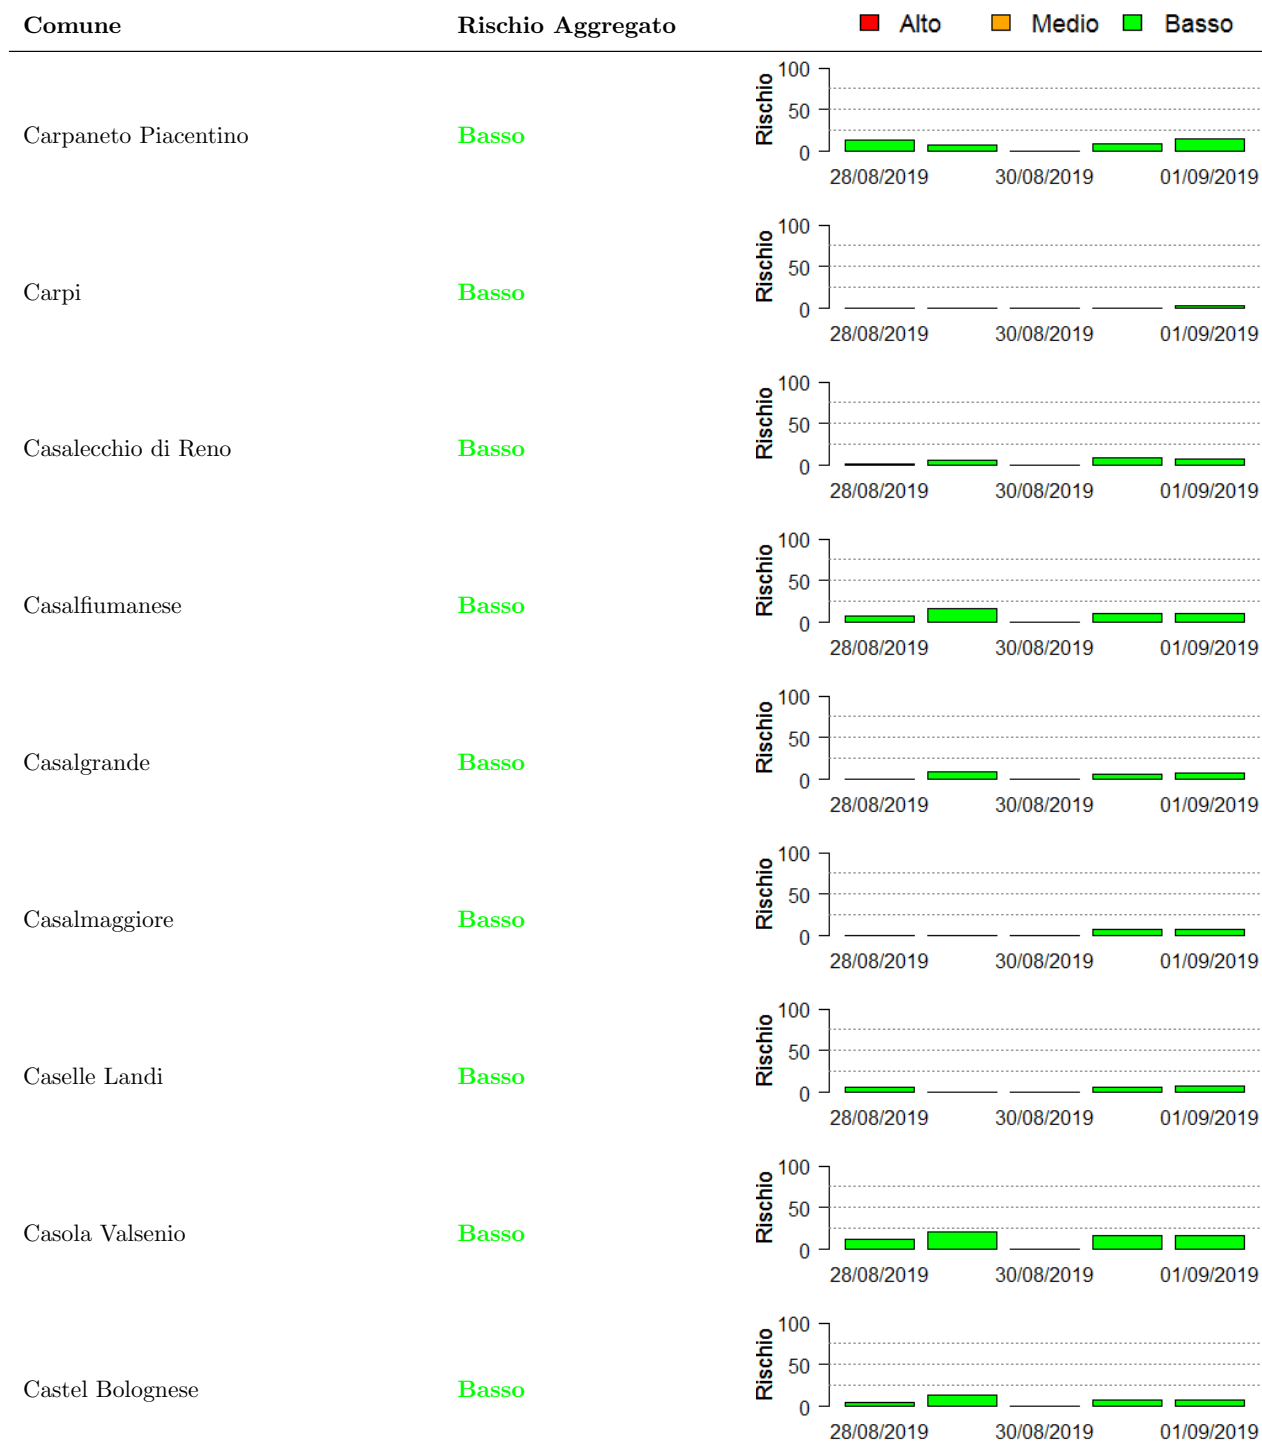 Comune Rischio Aggregato Alto Medio Basso
Carpaneto Piacentino Basso Rischio 100 50 0
28/08/2019 30/08/2019 01/09/2019
Carpi Basso Rischio 100 50 0
28/08/2019 30/08/2019 01/09/2019
Casalecchio di Reno Basso Rischio 100 50 0
28/08/2019 30/08/2019 01/09/2019
Casalfiumanese Basso Rischio 100 50 0
28/08/2019 30/08/2019 01/09/2019
Casalgrande Basso Rischio 100 50 0
28/08/2019 30/08/2019 01/09/2019
Casalmaggiore Basso Rischio 100 50 0
28/08/2019 30/08/2019 01/09/2019
Caselle Landi Basso Rischio 100 50 0
28/08/2019 30/08/2019 01/09/2019
Casola Valsenio Basso Rischio 100 50 0
28/08/2019 30/08/2019 01/09/2019
Castel Bolognese Basso Rischio 100 50 0
28/08/2019 30/08/2019 01/09/2019